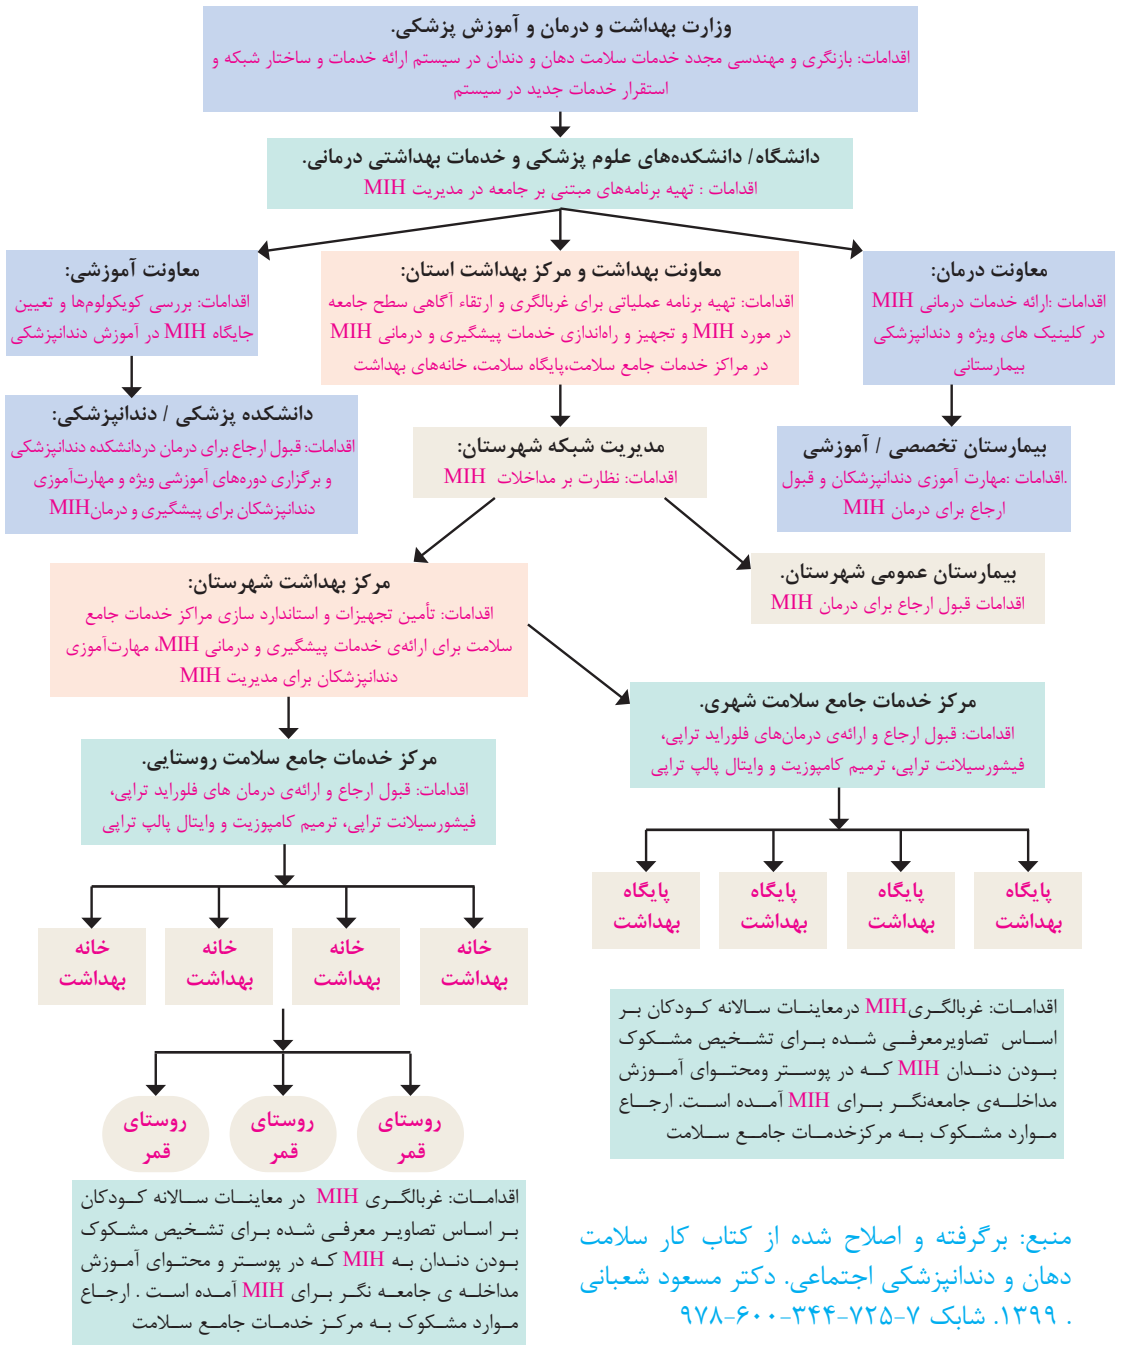 وزارت بهداشت و درمان و آموزش پزشکی.
اقدامات: بازنگری و مهندسی مجدد خدمات سلامت دهان و دندان در سیستم ارائه خدمات و ساختار شبکه و
استقرار خدمات جدید در سیستم
دانشگاه/ دانشکده‌های علوم پزشکی و خدمات بهداشتی درمانی.
اقدامات : تهیه برنامه‌های مبتنی بر جامعه در مدیریت MIH
معاونت درمان:
اقدامات :ارائه خدمات درمانی MIH
در کلینیک های ویژه و دندانپزشکی
بیمارستانی
معاونت بهداشت و مرکز بهداشت استان:
اقدامات: تهیه برنامه عملیاتی برای غربالگری و ارتقاء آگاهی سطح جامعه
در مورد MIH و تجهیز و راه‌اندازی خدمات پیشگیری و درمانی MIH
در مراکز خدمات جامع سلامت،پایگاه سلامت، خانه‌های بهداشت
معاونت آموزشی:
اقدامات: بررسی کویکولوم‌ها و تعیین
جایگاه MIH در آموزش دندانپزشکی
بیمارستان تخصصی / آموزشی
.اقدامات :مهارت آموزی دندانپزشکان و قبول
ارجاع برای درمان MIH
مدیریت شبکه شهرستان:
اقدامات: نظارت بر مداخلات MIH
دانشکده پزشکی / دندانپزشکی:
اقدامات: قبول ارجاع برای درمان دردانشکده دندانپزشکی
و برگزاری دوره‌های آموزشی ویژه و مهارت‌آموزی
دندانپزشکان برای پیشگیری و درمانMIH
بیمارستان عمومی شهرستان.
اقدامات قبول ارجاع برای درمان MIH
مرکز بهداشت شهرستان:
اقدامات: تأمین تجهیزات و استاندارد سازی مراکز خدمات جامع
سلامت برای ارائه‌ی خدمات پیشگیری و درمانی MIH، مهارت‌آموزی
دندانپزشکان برای مدیریت MIH
مرکز خدمات جامع سلامت شهری.
اقدامات: قبول ارجاع و ارائه‌ی درمان‌های فلوراید تراپی،
فیشورسیلانت تراپی، ترمیم کامپوزیت و وایتال پالپ تراپی
مرکز خدمات جامع سلامت روستایی.
اقدامات: قبول ارجاع و ارائه‌ی درمان های فلوراید تراپی،
فیشورسیلانت تراپی، ترمیم کامپوزیت و وایتال پالپ تراپی
پایگاه
بهداشت
پایگاه
بهداشت
پایگاه
بهداشت
پایگاه
بهداشت
خانه
بهداشت
خانه
بهداشت
خانه
بهداشت
خانه
بهداشت
اقدامات: غربالگریMIH درمعاینات سالانه کودکان بر
اساس تصاویرمعرفی شده برای تشخیص مشکوک
بودن دندان MIH که در پوستر ومحتوای آموزش
مداخله‌ی جامعه‌نگر برای MIH آمده است. ارجاع
موارد مشکوک به مرکزخدمات جامع سلامت
روستای
قمر
روستای
قمر
روستای
قمر
اقدامات: غربالگری MIH در معاینات سالانه کودکان
بر اساس تصاویر معرفی شده برای تشخیص مشکوک
بودن دندان به MIH که در پوستر و محتوای آموزش
مداخله ی جامعه نگر برای MIH آمده است . ارجاع
موارد مشکوک به مرکز خدمات جامع سلامت
منبع: برگرفته و اصلاح شده از کتاب کار سلامت
دهان و دندانپزشکی اجتماعی. دکتر مسعود شعبانی
. ۱۳۹۹. شابک ۷-۷۲۵-۳۴۴-۶۰۰-۹۷۸